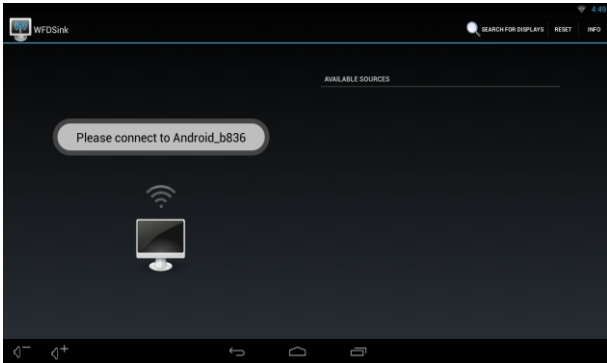 4:49
WFDSink
SEARCH FOR DISPLAYS RESET INFO
AVAILABLE SOURCES
Please connect to Android_b836